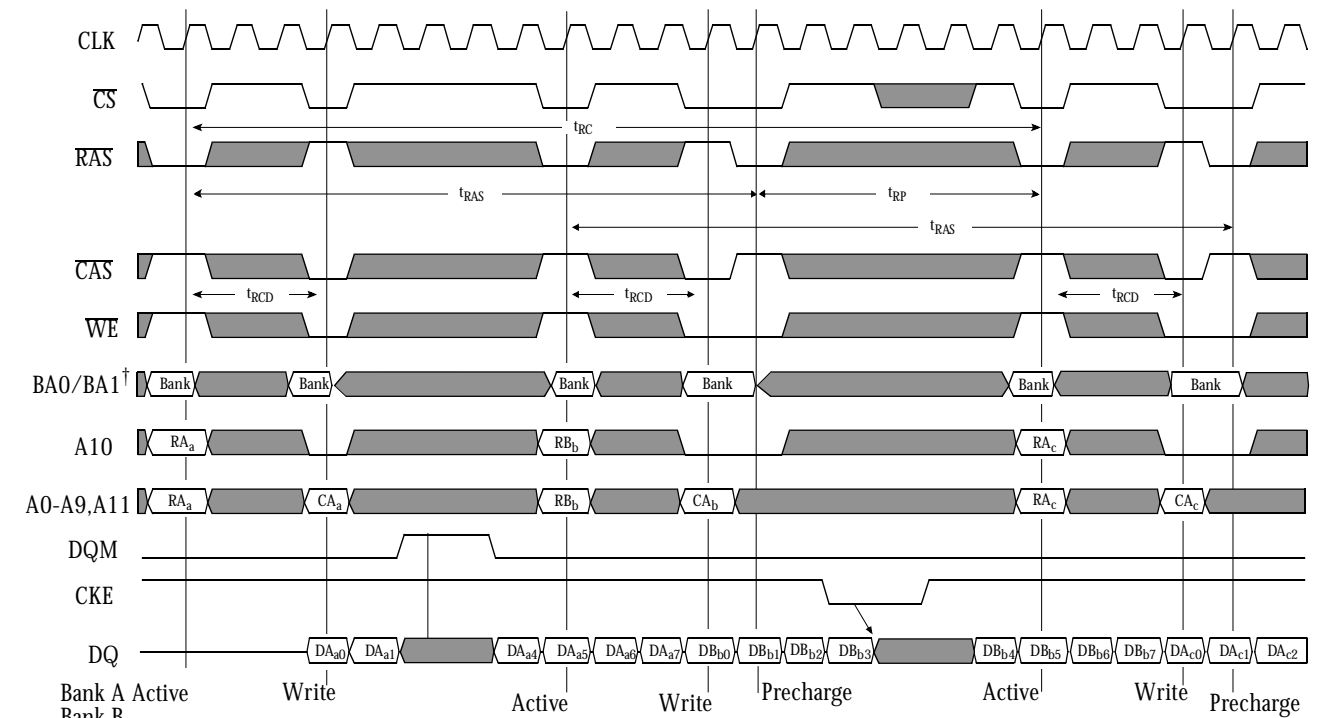 CLK
CS
tRC
RAS
tRAS tRP
tRAS
CAS
tRCD tRCD tRCD
WE
BA0/BA1† Bank Bank Bank Bank Bank Bank
A10 RAa RBb RAc
A0-A9,A11 RAa CAa RBb CAb RAc CAc
DQM
CKE
DQ DAa0 DAa1 DAa4 DAa5 DAa6 DAa7 DBb0 DBb1 DBb2 DBb3 DBb4 DBb5 DBb6 DBb7 DAc0 DAc1 DAc2
Bank A Active Write Active Write Precharge Active Write Precharge
Bank B